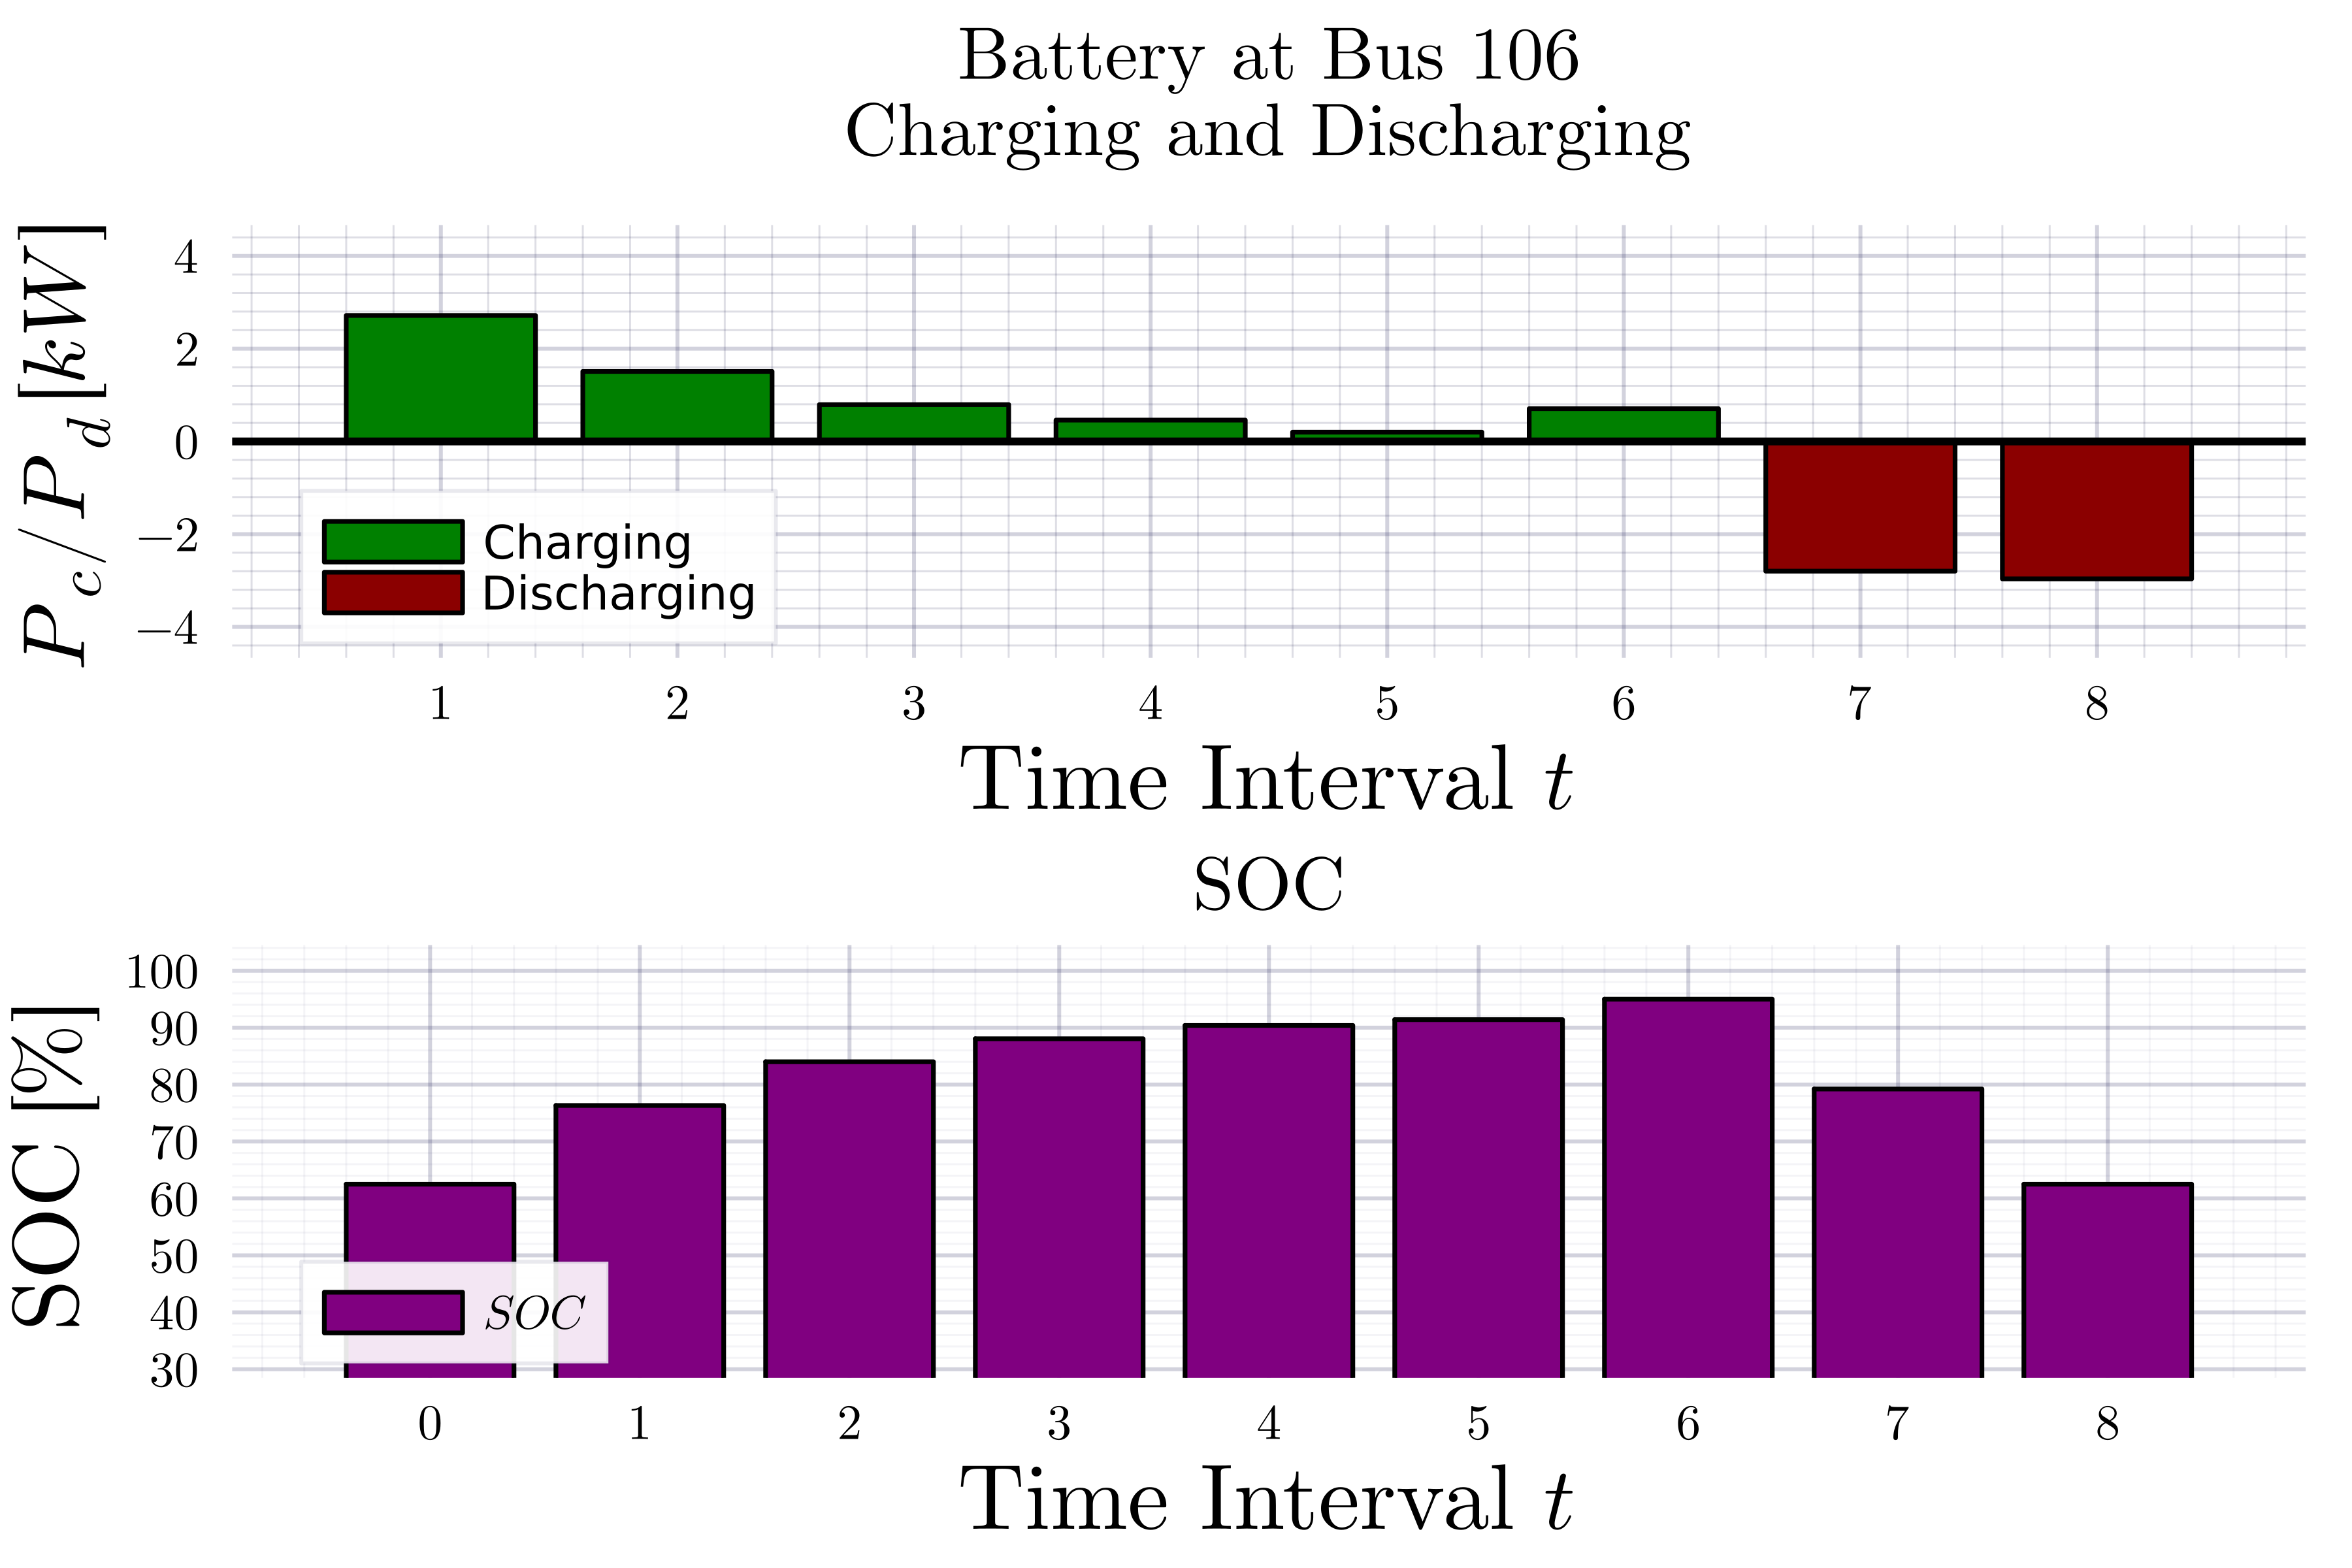 Battery at Bus 106
Charging and Discharging
P_c/P_d [kW]
4
2
0
−2
−4
Charging
Discharging
1 2 3 4 5 6 7 8
Time Interval t
SOC
SOC [%]
100
90
80
70
60
50
40
30
SOC
0 1 2 3 4 5 6 7 8
Time Interval t